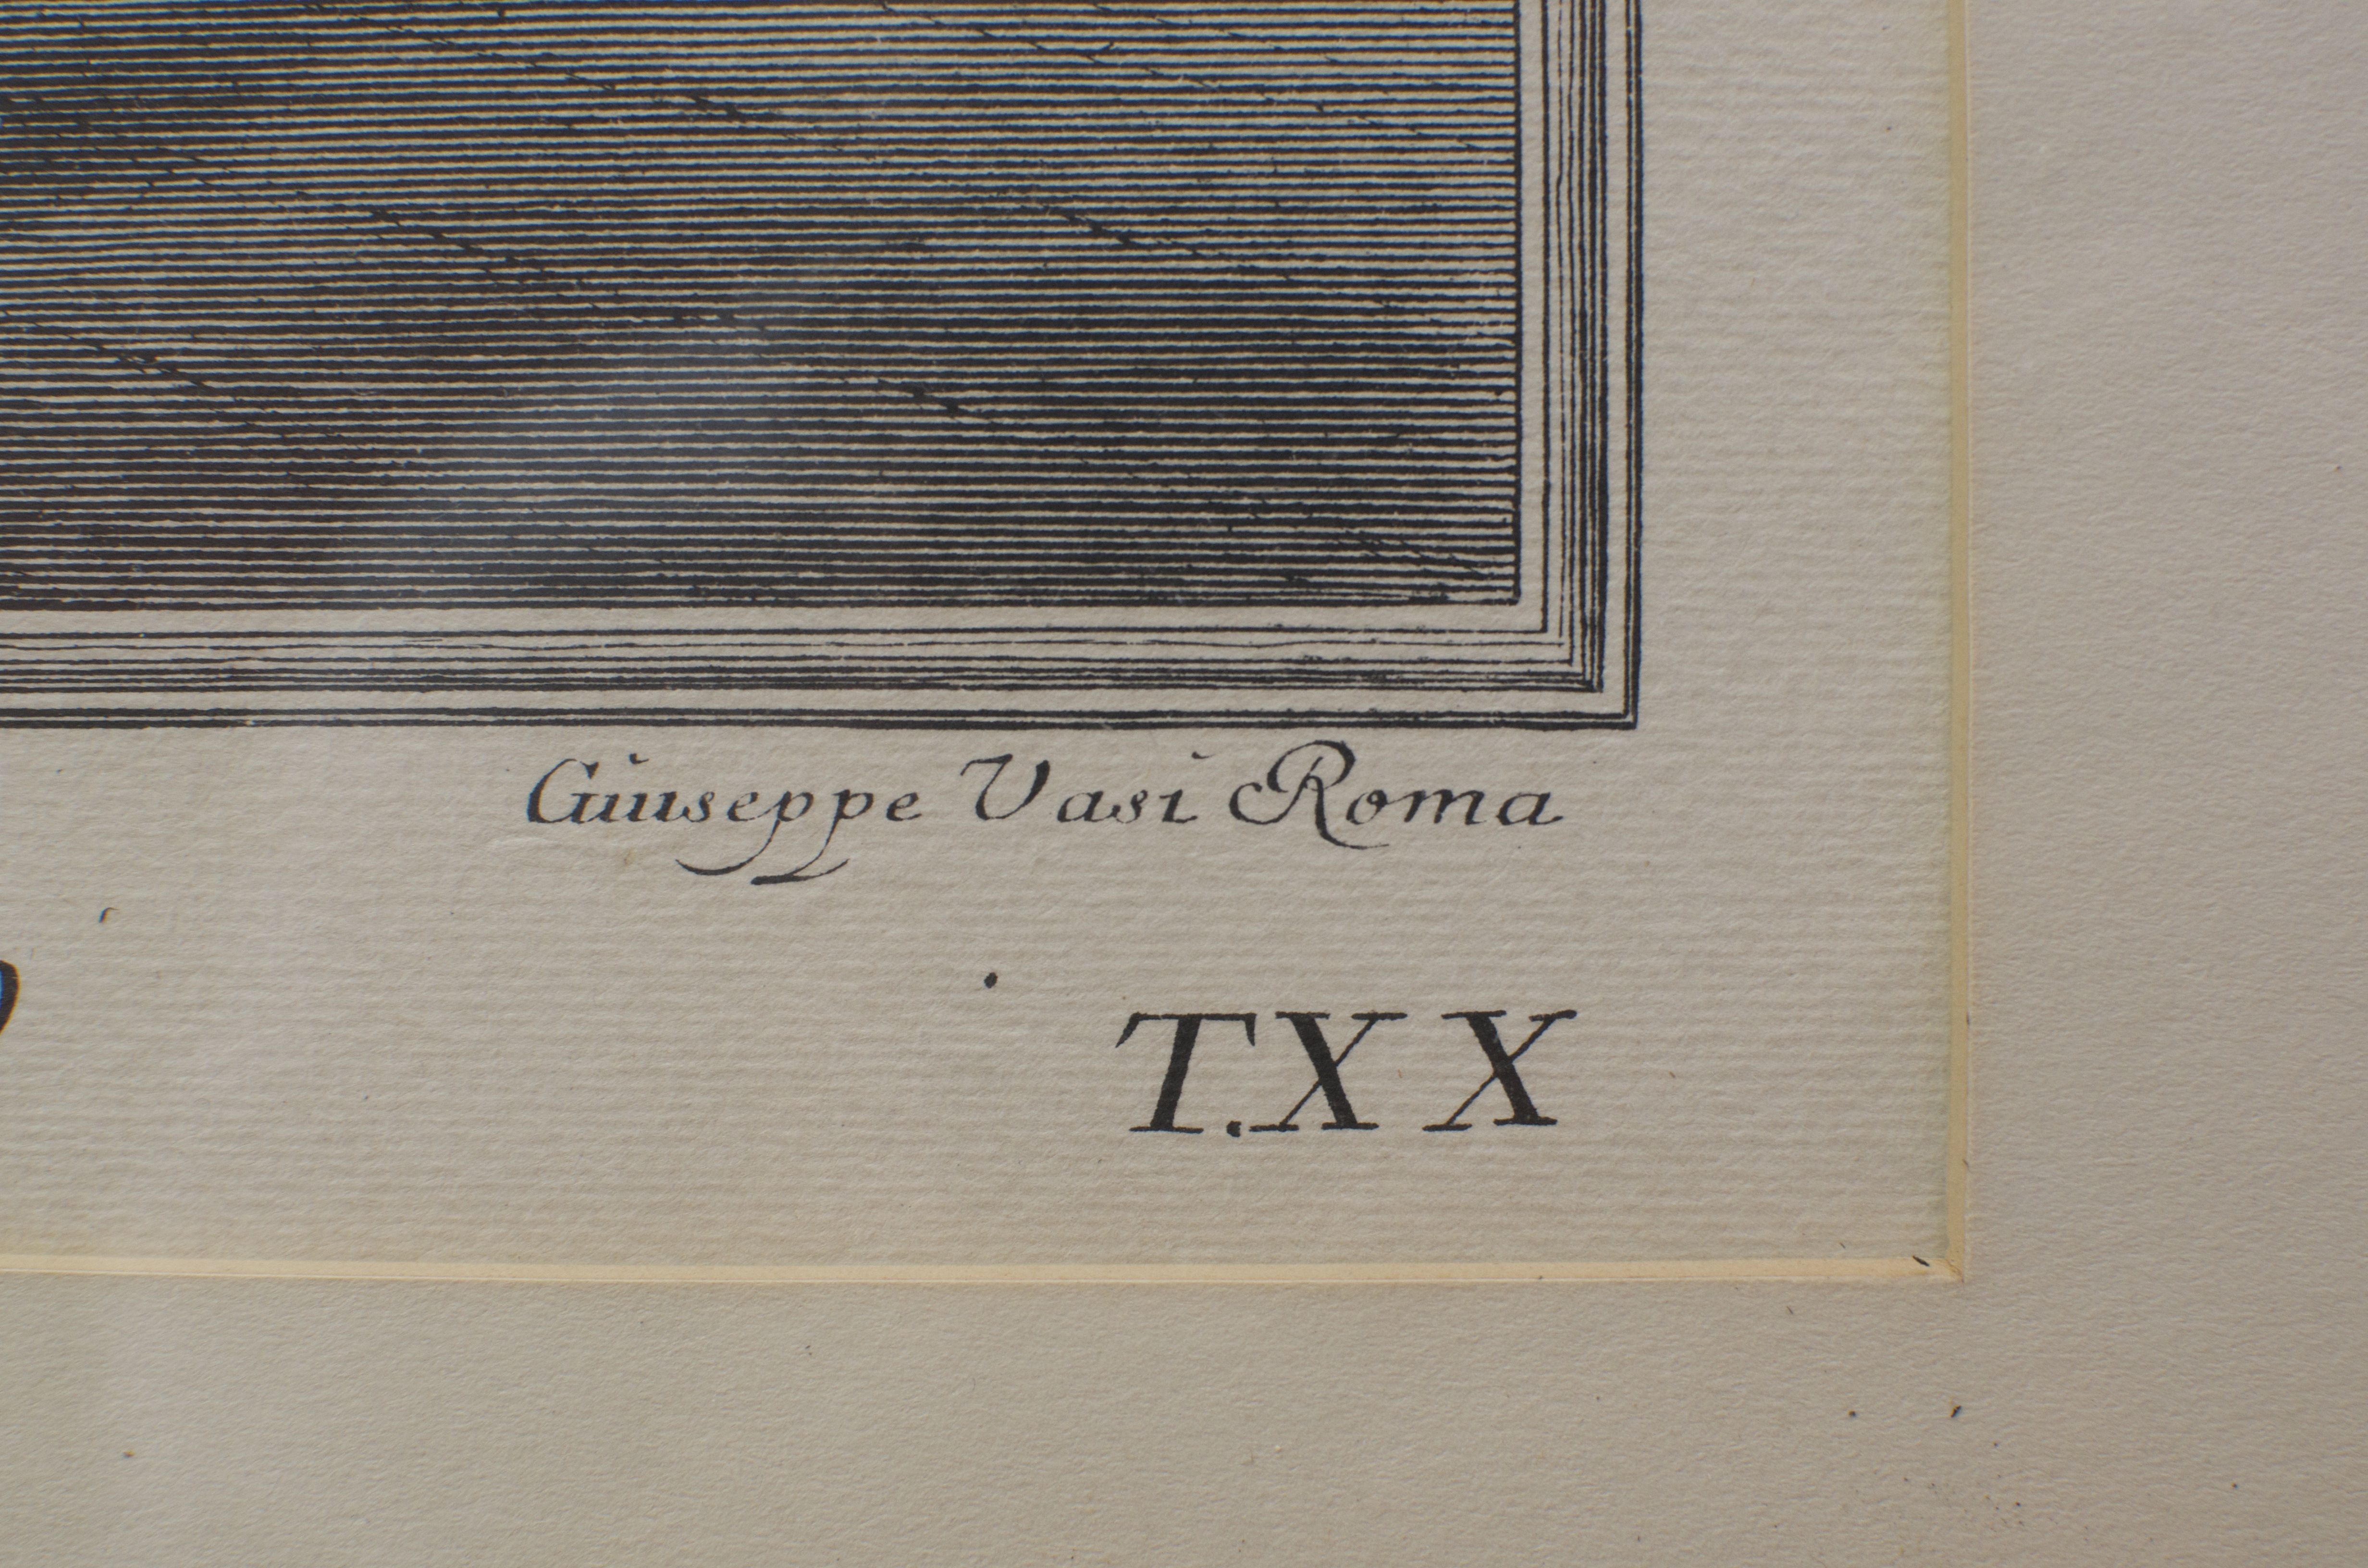 Giuseppe Vasi Roma
T.XX